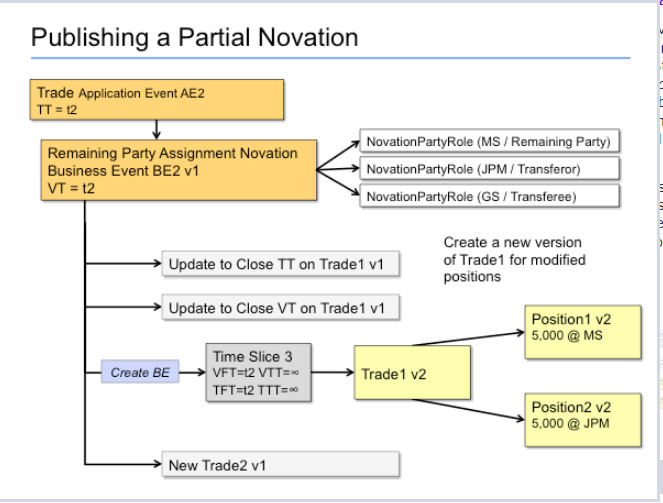 Publishing a Partial Novation
Trade Application Event AE2
TT = t2
Remaining Party Assignment Novation
Business Event BE2 v1
VT = t2
NovationPartyRole (MS / Remaining Party)
NovationPartyRole (JPM / Transferor)
NovationPartyRole (GS / Transferee)
Create a new version
of Trade1 for modified
positions
Update to Close TT on Trade1 v1
Update to Close VT on Trade1 v1
Create BE
Time Slice 3
VFT=t2 VTT=∞
TFT=t2 TTT=∞
Trade1 v2
Position1 v2
5,000 @ MS
Position2 v2
5,000 @ JPM
New Trade2 v1